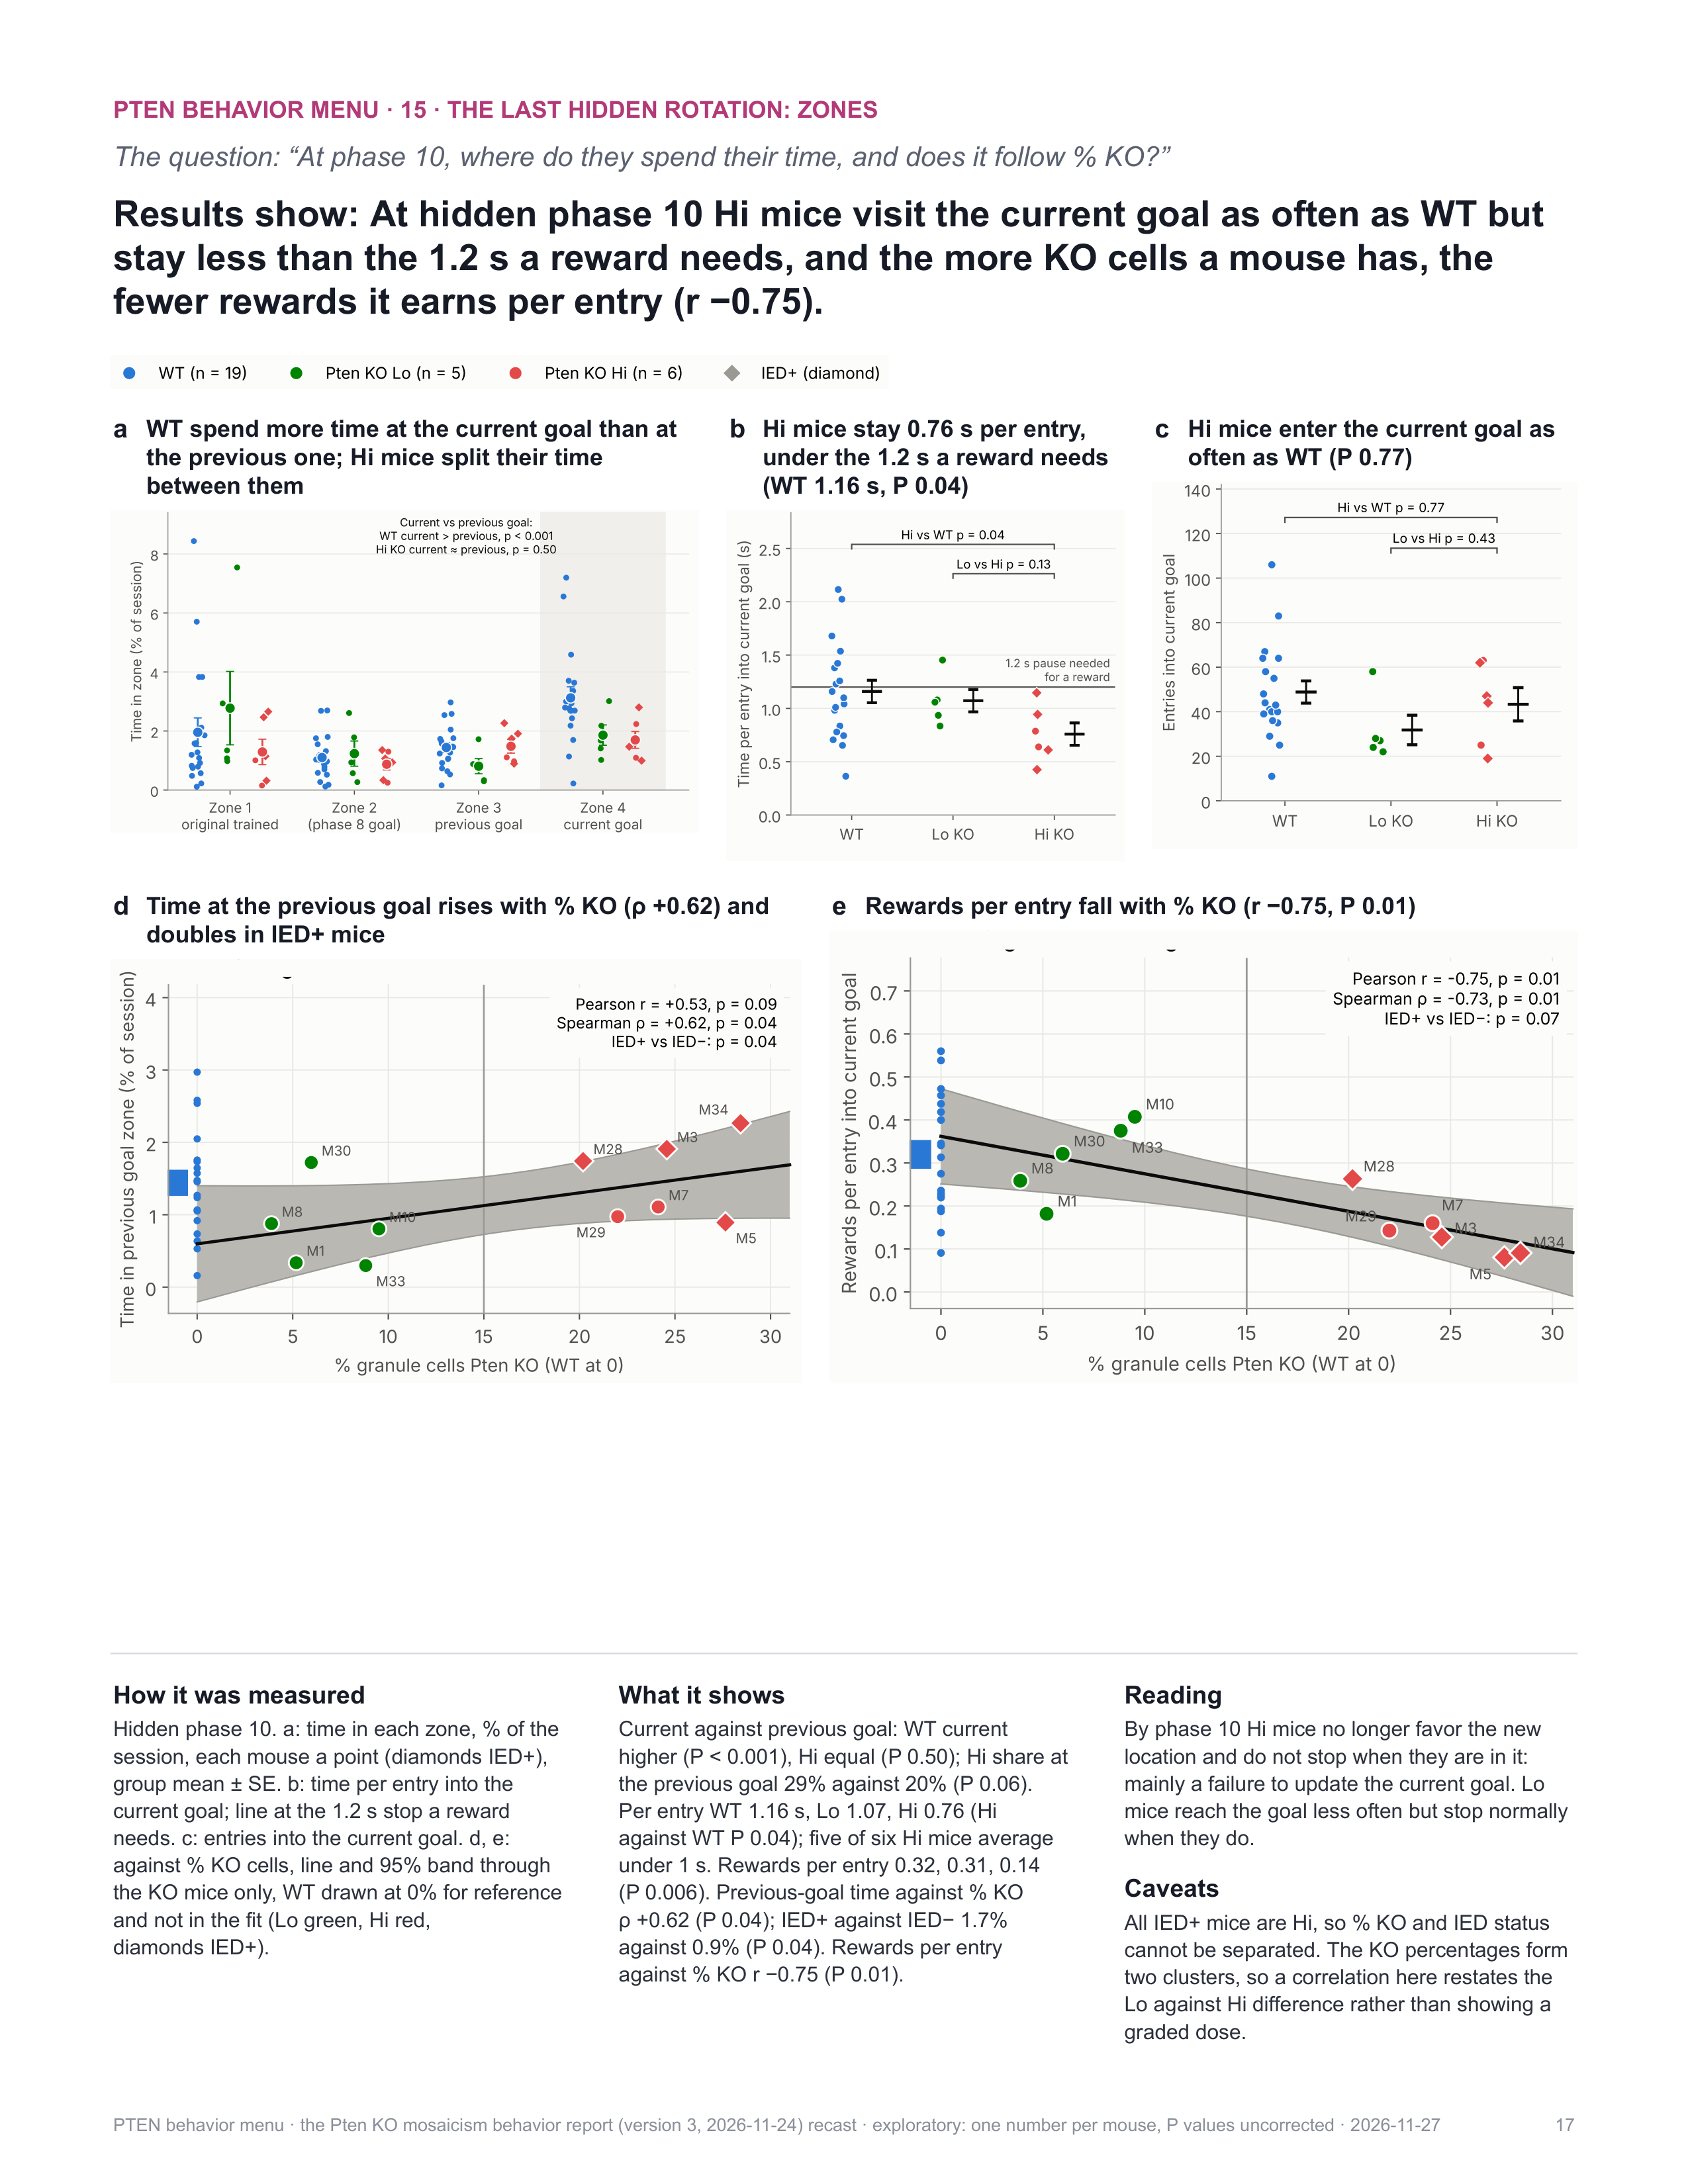 PTEN BEHAVIOR MENU · 15 · THE LAST HIDDEN ROTATION: ZONES
The question: “At phase 10, where do they spend their time, and does it follow % KO?”
Results show: At hidden phase 10 Hi mice visit the current goal as often as WT but
stay less than the 1.2 s a reward needs, and the more KO cells a mouse has, the
fewer rewards it earns per entry (r −0.75).
WT (n = 19) Pten KO Lo (n = 5) Pten KO Hi (n = 6) IED+ (diamond)
a WT spend more time at the current goal than at
the previous one; Hi mice split their time
between them
Current vs previous goal:
WT current > previous, p < 0.001
Hi KO current ≈ previous, p = 0.50
Time in zone (% of session)
8
6
4
2
0
Zone 1 Zone 2 Zone 3 Zone 4
original trained (phase 8 goal) previous goal current goal
b Hi mice stay 0.76 s per entry,
under the 1.2 s a reward needs
(WT 1.16 s, P 0.04)
Hi vs WT p = 0.04
Lo vs Hi p = 0.13
1.2 s pause needed
for a reward
Time per entry into current goal (s)
2.5
2.0
1.5
1.0
0.5
0.0
WT Lo KO Hi KO
c Hi mice enter the current goal as
often as WT (P 0.77)
Hi vs WT p = 0.77
Lo vs Hi p = 0.43
Entries into current goal
140
120
100
80
60
40
20
0
WT Lo KO Hi KO
d Time at the previous goal rises with % KO (ρ +0.62) and
doubles in IED+ mice
Pearson r = +0.53, p = 0.09
Spearman ρ = +0.62, p = 0.04
IED+ vs IED−: p = 0.04
Time in previous goal zone (% of session)
4
3
2
1
0
M34
M3
M28
M30
M7
M8
M10
M29
M5
M1
M33
0 5 10 15 20 25 30
% granule cells Pten KO (WT at 0)
e Rewards per entry fall with % KO (r −0.75, P 0.01)
Pearson r = -0.75, p = 0.01
Spearman ρ = -0.73, p = 0.01
IED+ vs IED−: p = 0.07
Rewards per entry into current goal
0.7
0.6
0.5
0.4
0.3
0.2
0.1
0.0
M10
M30
M33
M8
M28
M1
M7
M29
M3
M34
M5
0 5 10 15 20 25 30
% granule cells Pten KO (WT at 0)
How it was measured
Hidden phase 10. a: time in each zone, % of the
session, each mouse a point (diamonds IED+),
group mean ± SE. b: time per entry into the
current goal; line at the 1.2 s stop a reward
needs. c: entries into the current goal. d, e:
against % KO cells, line and 95% band through
the KO mice only, WT drawn at 0% for reference
and not in the fit (Lo green, Hi red,
diamonds IED+).
What it shows
Current against previous goal: WT current
higher (P < 0.001), Hi equal (P 0.50); Hi share at
the previous goal 29% against 20% (P 0.06).
Per entry WT 1.16 s, Lo 1.07, Hi 0.76 (Hi
against WT P 0.04); five of six Hi mice average
under 1 s. Rewards per entry 0.32, 0.31, 0.14
(P 0.006). Previous-goal time against % KO
ρ +0.62 (P 0.04); IED+ against IED− 1.7%
against 0.9% (P 0.04). Rewards per entry
against % KO r −0.75 (P 0.01).
Reading
By phase 10 Hi mice no longer favor the new
location and do not stop when they are in it:
mainly a failure to update the current goal. Lo
mice reach the goal less often but stop normally
when they do.
Caveats
All IED+ mice are Hi, so % KO and IED status
cannot be separated. The KO percentages form
two clusters, so a correlation here restates the
Lo against Hi difference rather than showing a
graded dose.
PTEN behavior menu · the Pten KO mosaicism behavior report (version 3, 2026-11-24) recast · exploratory: one number per mouse, P values uncorrected · 2026-11-27 17